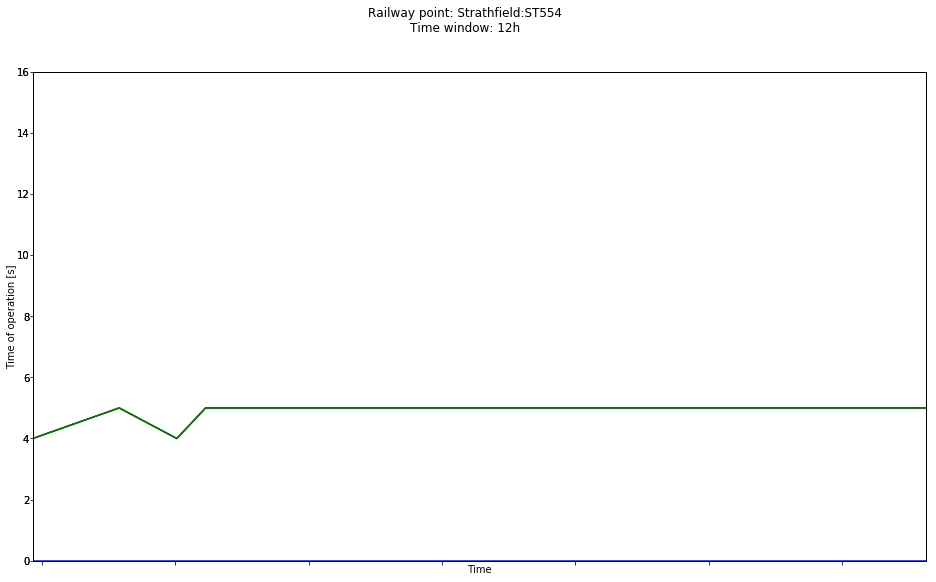 Railway point: Strathfield:ST554
Time window: 12h
16
14
12
10
8
6
4
2
0
Time of operation [s]
Time